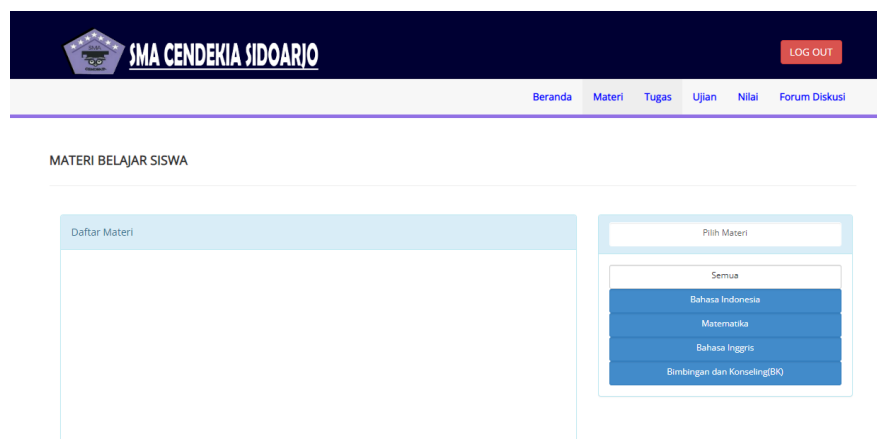 SMA
SMA CENDEKIA SIDOARJO
LOG OUT
Beranda Materi Tugas Ujian Nilai Forum Diskusi
MATERI BELAJAR SISWA
Daftar Materi
Pilih Materi
Semua
Bahasa Indonesia
Matematika
Bahasa Inggris
Bimbingan dan Konseling(BK)